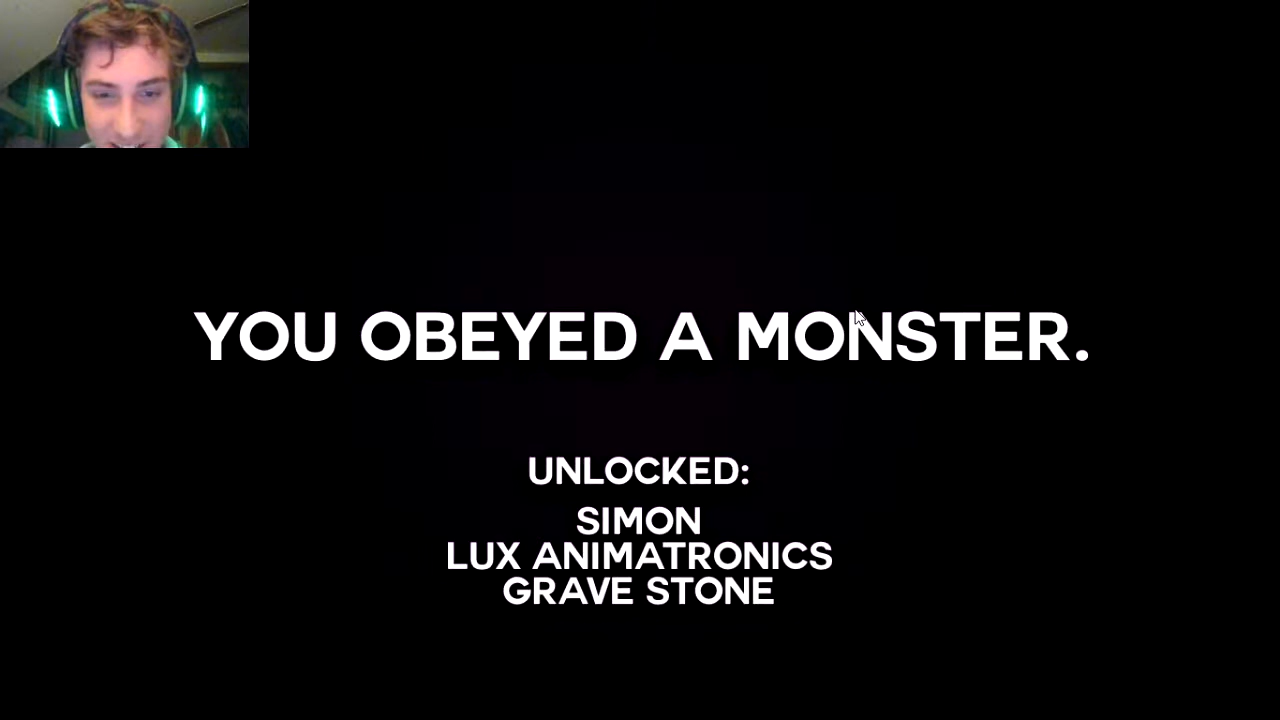 YOU OBEYED A MONSTER.
UNLOCKED:
SIMON
LUX ANIMATRONICS
GRAVE STONE